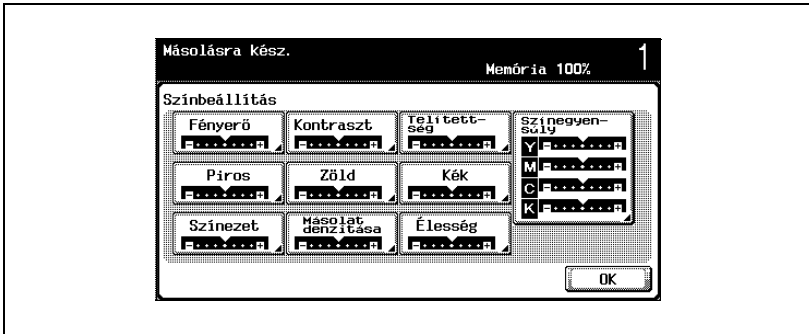 Másolásra kész.
Memória 100%
1
Színbeállítás
Fényerő
Kontraszt
Telített-
ség
Színegyen-
súly
Y
M
C
K
Piros
Zöld
Kék
Színezet
Másolat
denzitása
Élesség
OK